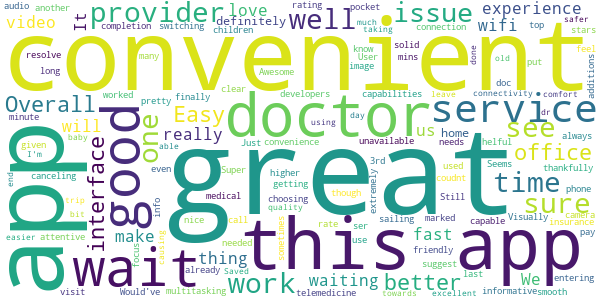 audio another
pocket provider love well issue experience
It completion switching definitely rating wifi top
video children much taking connection safer
resolve many Awesome know User image solid mins done old put stars feel
long
convenient
worked finally clear developers capabilities doc connectivity comfort additions
Overall minute pretty Easy doctor service
will one really us using day unavailable home needs leave dr always
given I'm baby able Just convenience helful see
app good great office
canceling even Super higher 3rd used Seems thankfully
interface medical getting extremely though couldnt time phone
end trip bit info choosing quality Still Visually sure camera insurance
easier attentive make nice call sailing marked capable pay
wait thing this app
focus causing needed rate ser use fast friendly We entering
visit already Saved work waiting better suggest last informative smooth
Would've multitasking telemedicine sometimes towards excellent